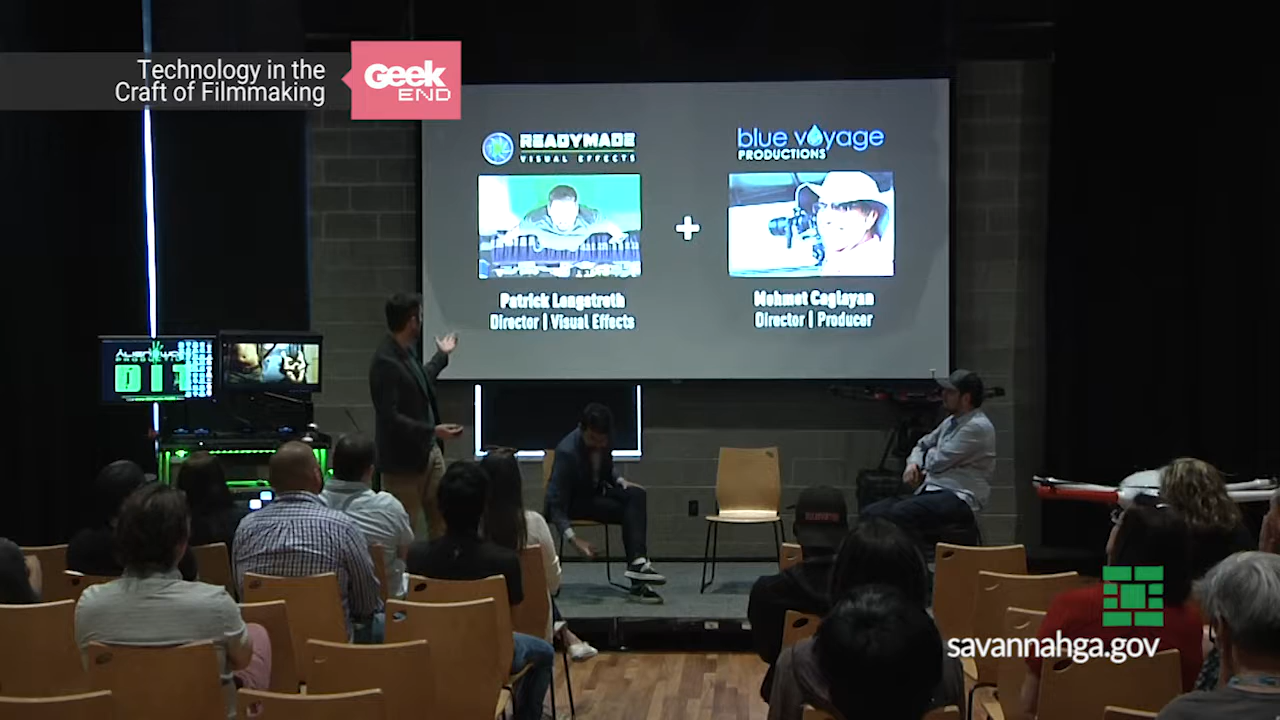 Technology in the
Craft of Filmmaking
Geek
END
READYMADE
VISUAL EFFECTS
blue voyage
PRODUCTIONS
+
Patrick Longstreth
Director | Visual Effects
Mehmet Caglayan
Director | Producer
DIT
savannahga.gov